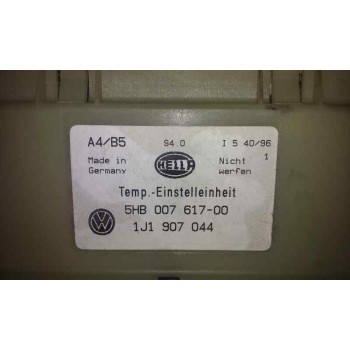 A4/B5 S4 0 I 5 40/96
Made in Germany HELLA Nicht werfen 1
Temp.-Einstelleinheit
5HB 007 617-00
1J1 907 044